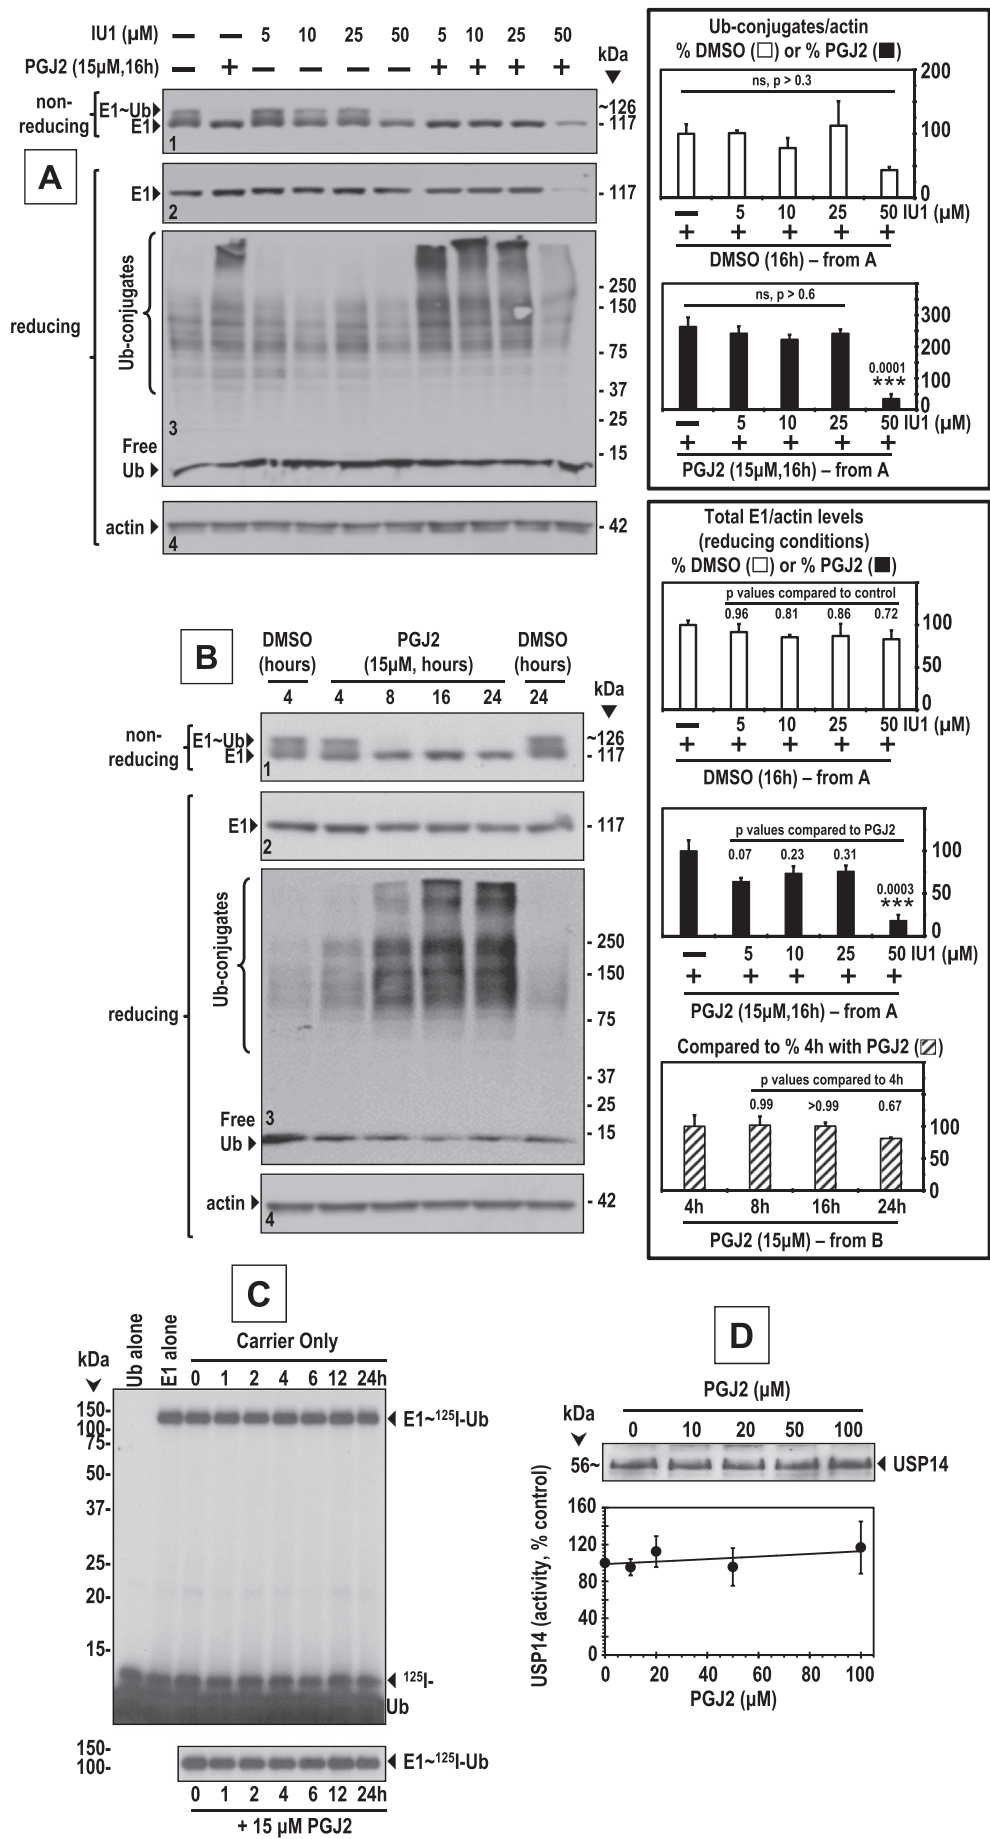 IU1 (µM) — — 5 10 25 50 5 10 25 50
PGJ2 (15µM,16h) — + — — — — + + + +
kDa
non-reducing
E1~Ub
E1
~126
- 117
1
A
E1
- 117
2
reducing
Ub-conjugates
- 250
- 150
- 75
- 37
- 25
- 15
3
Free
Ub
actin
- 42
4
Ub-conjugates/actin
% DMSO (□) or % PGJ2 (■)
200
ns, p > 0.3
100
0
— 5 10 25 50 IU1 (µM)
+ + + + +
DMSO (16h) – from A
ns, p > 0.6
300
200
100
0
0.0001
***
— 5 10 25 50 IU1 (µM)
+ + + + +
PGJ2 (15µM,16h) – from A
Total E1/actin levels
(reducing conditions)
% DMSO (□) or % PGJ2 (■)
p values compared to control
0.96 0.81 0.86 0.72
100
50
0
— 5 10 25 50 IU1 (µM)
+ + + + +
DMSO (16h) – from A
p values compared to PGJ2
0.07 0.23 0.31
0.0003
***
100
50
0
— 5 10 25 50 IU1 (µM)
+ + + + +
PGJ2 (15µM,16h) – from A
Compared to % 4h with PGJ2 (▨)
p values compared to 4h
0.99 >0.99 0.67
100
50
0
4h 8h 16h 24h
PGJ2 (15µM) – from B
B
DMSO
(hours)
PGJ2
(15µM, hours)
DMSO
(hours)
4 4 8 16 24 24
kDa
non-reducing
E1~Ub
E1
~126
- 117
1
E1
- 117
2
reducing
Ub-conjugates
- 250
- 150
- 75
- 37
- 25
- 15
3
Free
Ub
actin
- 42
4
C
kDa
Ub alone
E1 alone
Carrier Only
0 1 2 4 6 12 24h
150-
100-
75-
50-
37-
25-
20-
15-
E1~¹²⁵I-Ub
¹²⁵I-
Ub
150-
100-
E1~¹²⁵I-Ub
0 1 2 4 6 12 24h
+ 15 µM PGJ2
D
PGJ2 (µM)
kDa
0 10 20 50 100
56~
USP14
USP14 (activity, % control)
160
120
80
40
0
0 20 40 60 80 100
PGJ2 (µM)